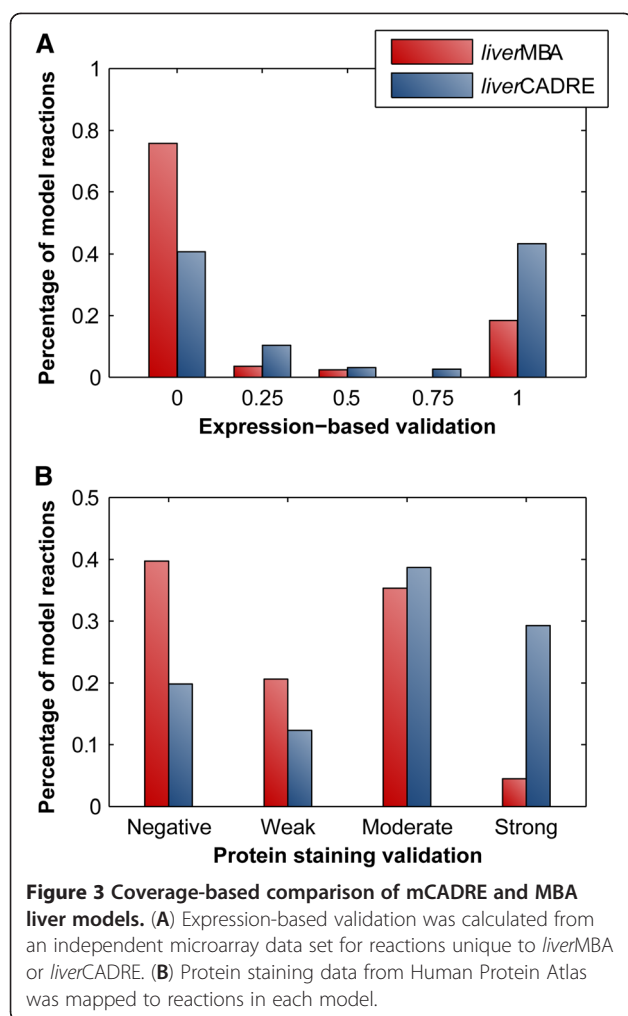 A
liverMBA
liverCADRE
Percentage of model reactions
1
0.8
0.6
0.4
0.2
0
0 0.25 0.5 0.75 1
Expression−based validation
B
Percentage of model reactions
0.5
0.4
0.3
0.2
0.1
0
Negative Weak Moderate Strong
Protein staining validation
Figure 3 Coverage-based comparison of mCADRE and MBA
liver models. (A) Expression-based validation was calculated from
an independent microarray data set for reactions unique to liverMBA
or liverCADRE. (B) Protein staining data from Human Protein Atlas
was mapped to reactions in each model.